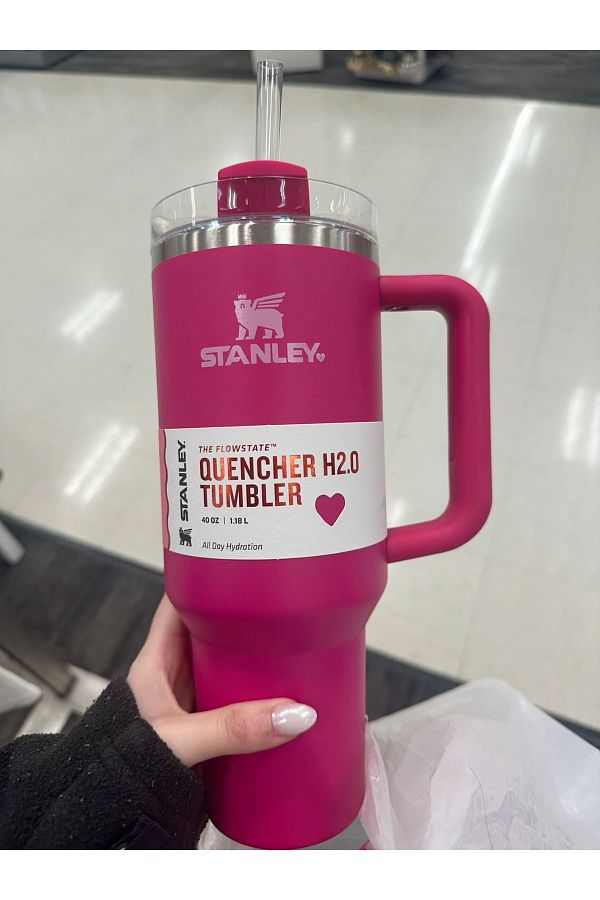 STANLEY
STANLEY
THE FLOWSTATE™
QUENCHER H2.0
TUMBLER
40 OZ | 1.18 L
All Day Hydration